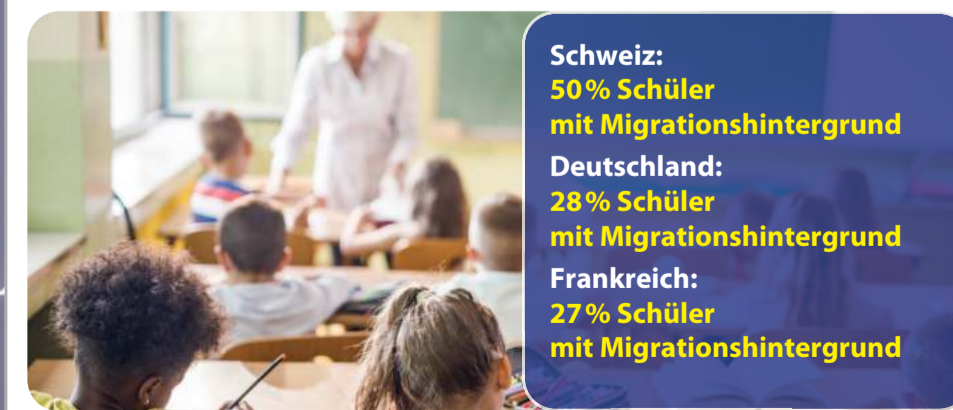 Schweiz:
50% Schüler
mit Migrationshintergrund
Deutschland:
28% Schüler
mit Migrationshintergrund
Frankreich:
27% Schüler
mit Migrationshintergrund